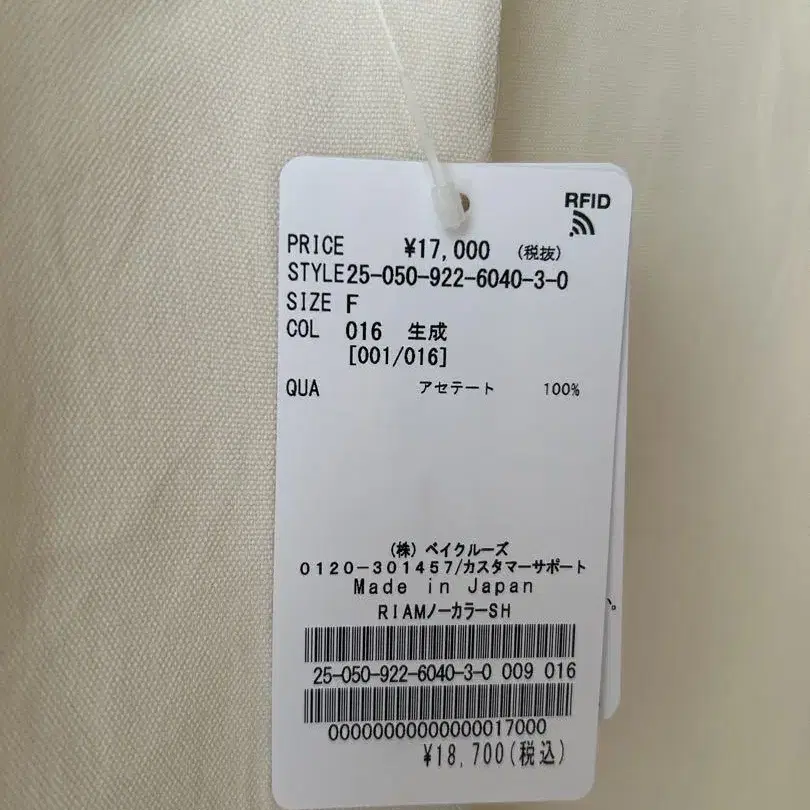 RFID
PRICE ¥17,000 (税抜)
STYLE 25-050-922-6040-3-0
SIZE F
COL 016 生成
[001/016]
QUA アセテート 100%
(株)ベイクルーズ
0120-301457/カスタマーサポート
Made in Japan
RIAMノーカラーSH
25-050-922-6040-3-0 009 016
00000000000000017000
¥18,700(税込)